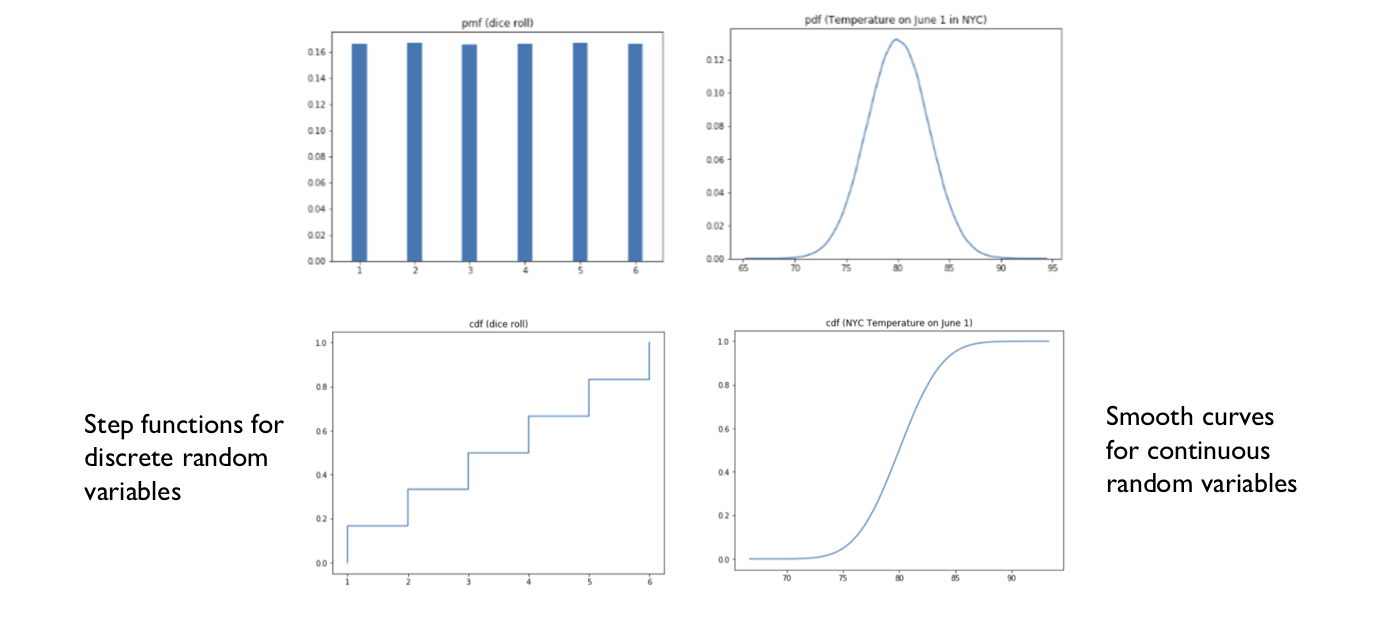 pmf (dice roll)
0.16
0.14
0.12
0.10
0.08
0.06
0.04
0.02
0.00
1 2 3 4 5 6
pdf (Temperature on June 1 in NYC)
0.12
0.10
0.08
0.06
0.04
0.02
0.00
65 70 75 80 85 90 95
Step functions for
discrete random
variables
cdf (dice roll)
1.0
0.8
0.6
0.4
0.2
0.0
1 2 3 4 5 6
cdf (NYC Temperature on June 1)
1.0
0.8
0.6
0.4
0.2
0.0
70 75 80 85 90
Smooth curves
for continuous
random variables